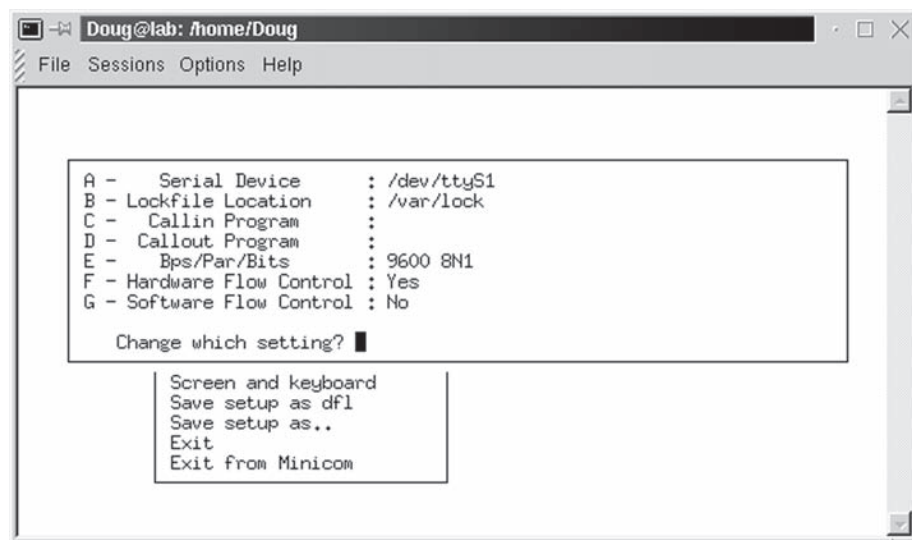 Doug@lab: /home/Doug
File Sessions Options Help
A - Serial Device : /dev/ttyS1
B - Lockfile Location : /var/lock
C - Callin Program :
D - Callout Program :
E - Bps/Par/Bits : 9600 8N1
F - Hardware Flow Control : Yes
G - Software Flow Control : No
Change which setting?
Screen and keyboard
Save setup as dfl
Save setup as..
Exit
Exit from Minicom